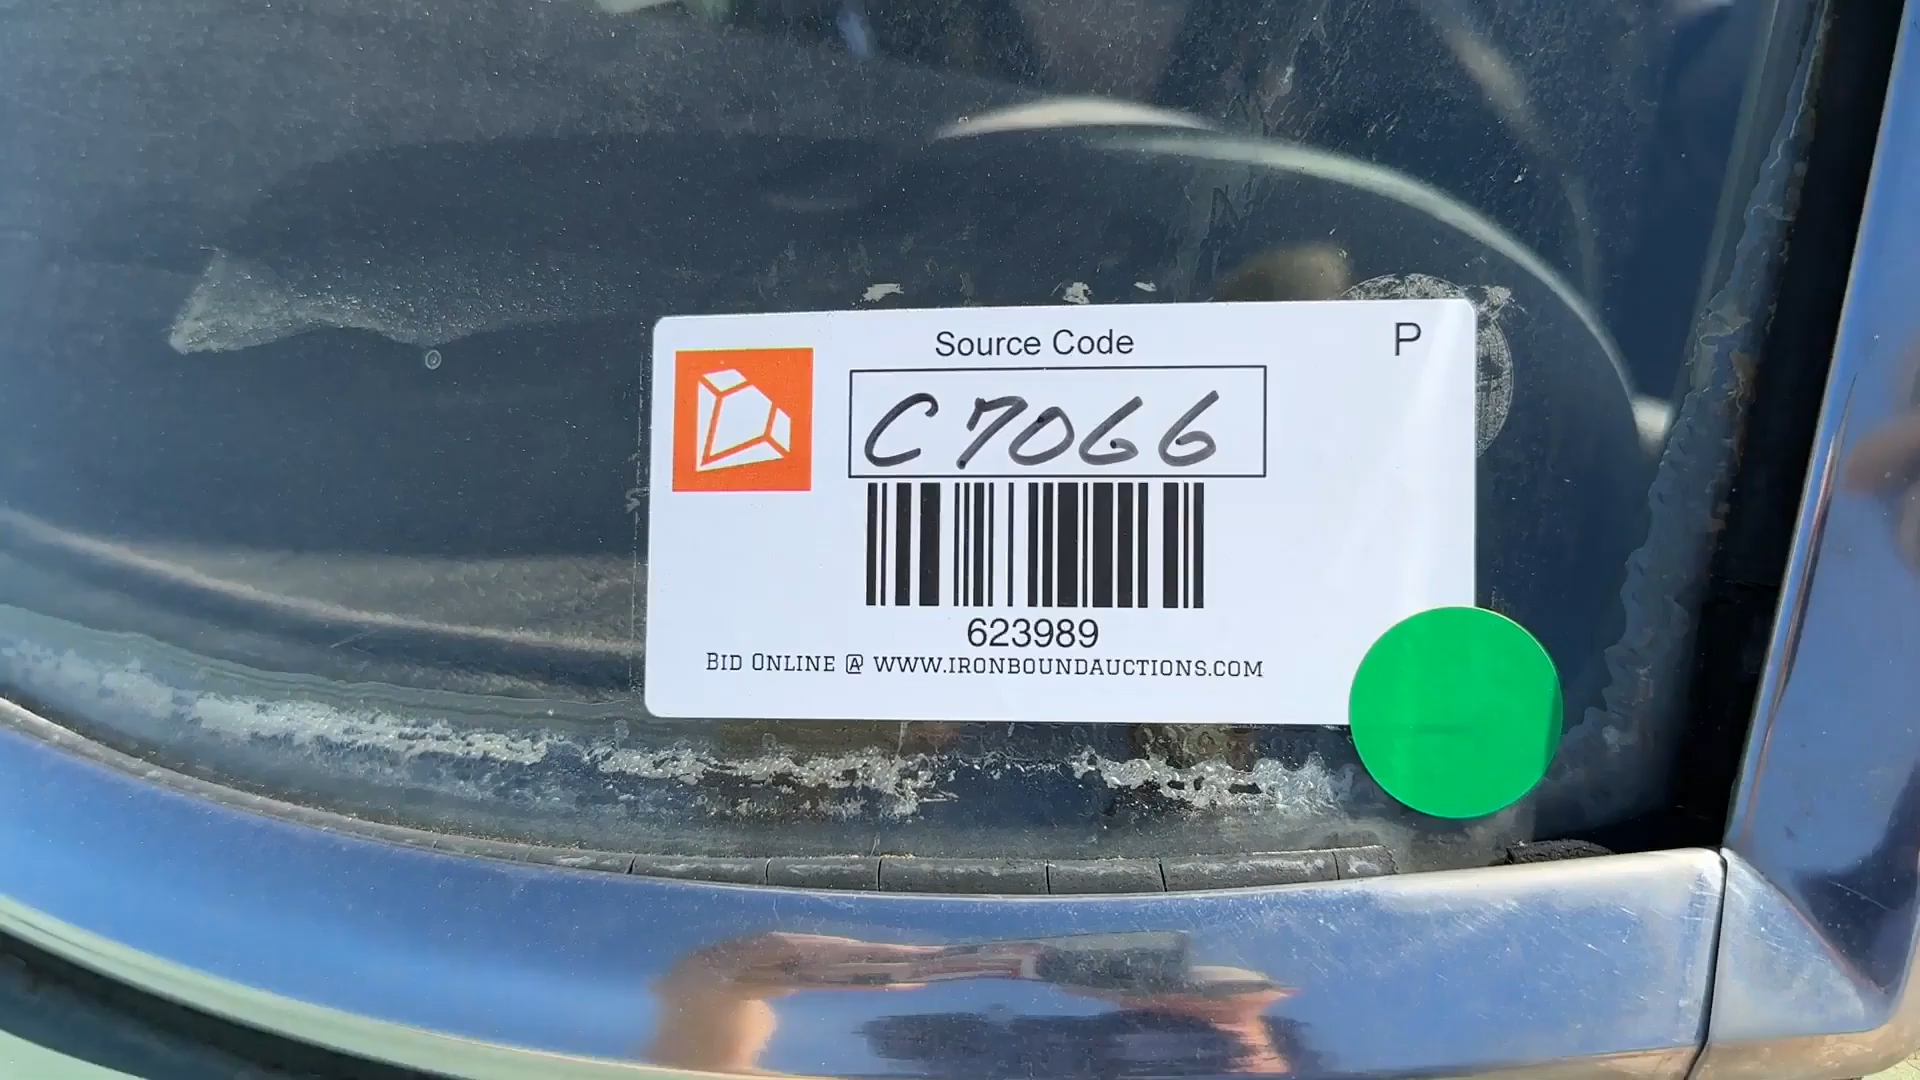 Source Code
P
C7066
623989
BID ONLINE @ WWW.IRONBOUNDAUCTIONS.COM